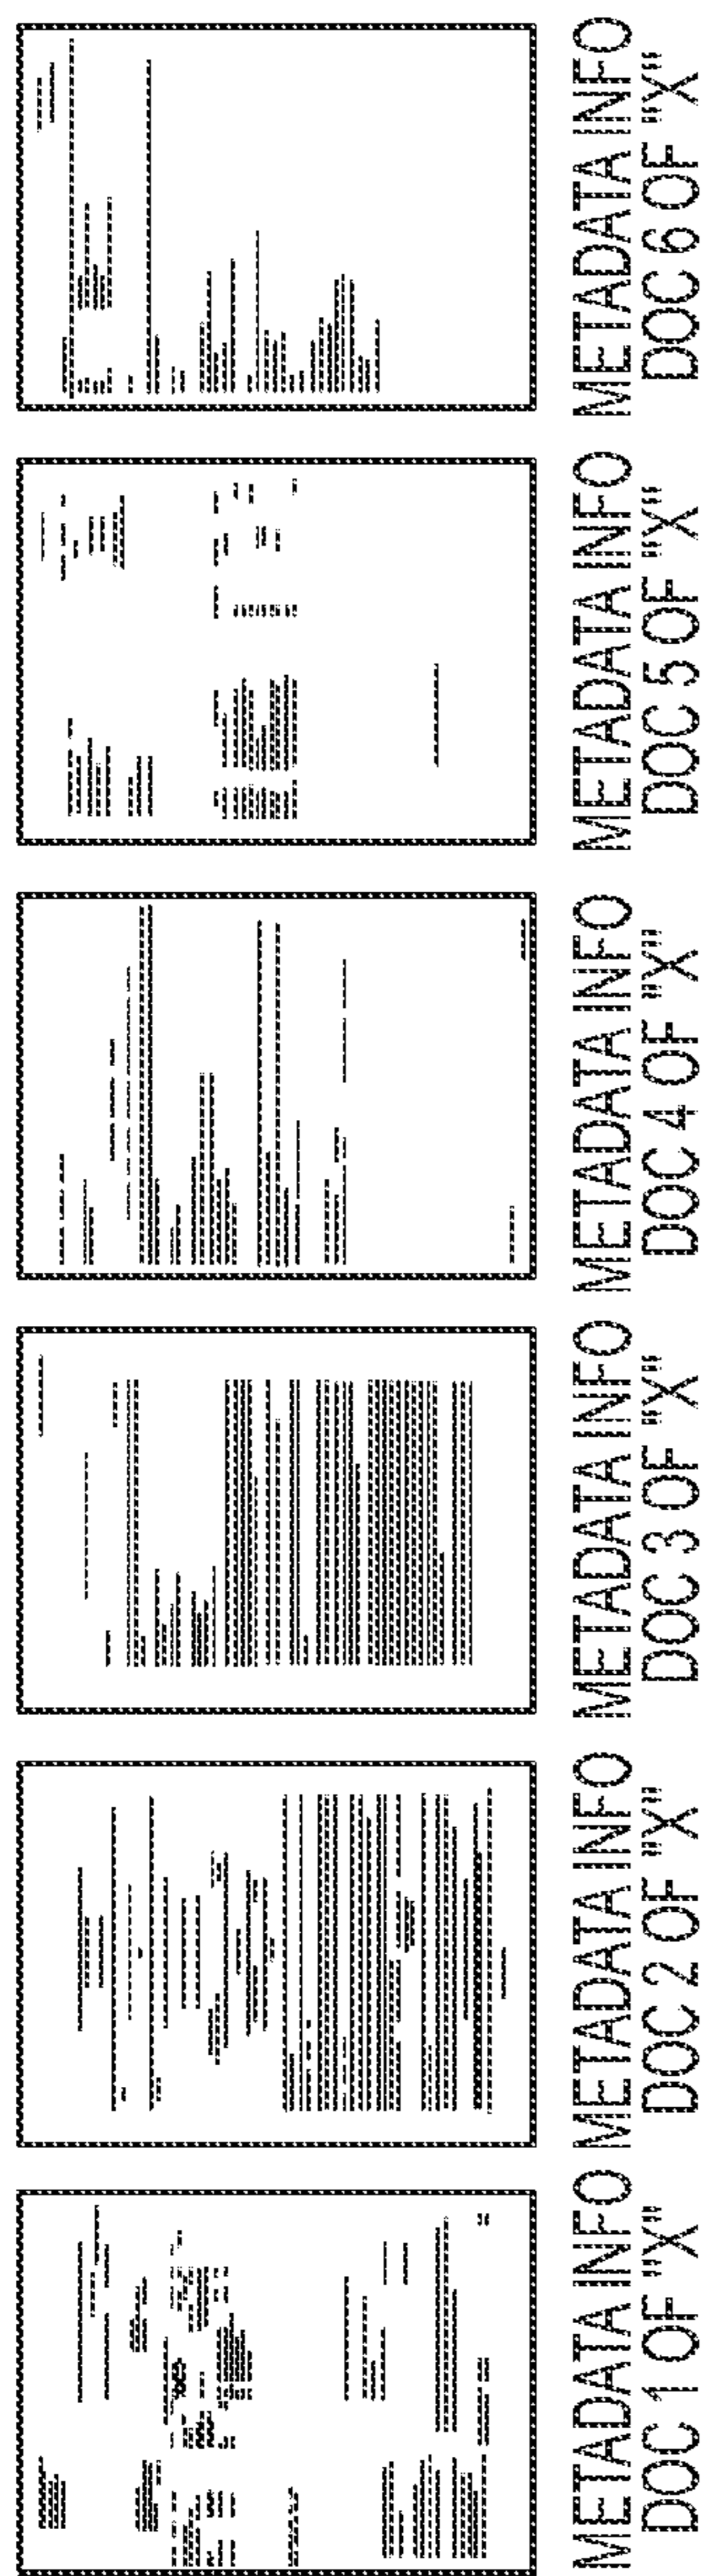 METADATA INFO
DOC 1 OF "X"
METADATA INFO
DOC 2 OF "X"
METADATA INFO
DOC 3 OF "X"
METADATA INFO
DOC 4 OF "X"
METADATA INFO
DOC 5 OF "X"
METADATA INFO
DOC 6 OF "X"